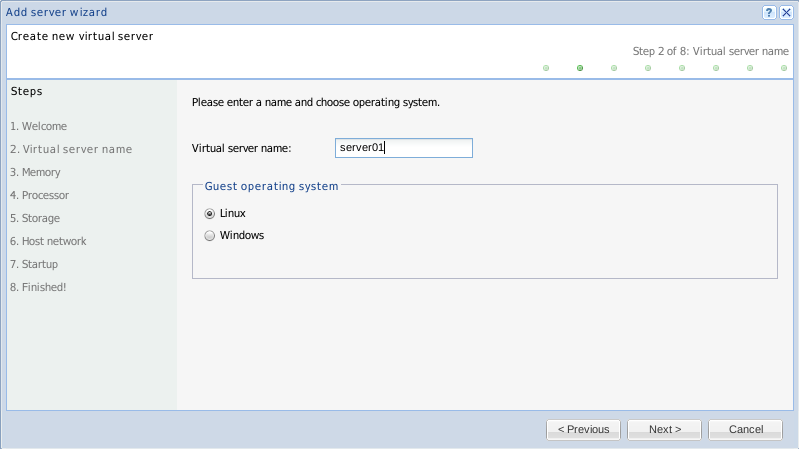 Add server wizard
?
Create new virtual server
Step 2 of 8: Virtual server name
Steps
1. Welcome
2. Virtual server name
3. Memory
4. Processor
5. Storage
6. Host network
7. Startup
8. Finished!
Please enter a name and choose operating system.
Virtual server name: server01
Guest operating system
Linux
Windows
< Previous Next > Cancel